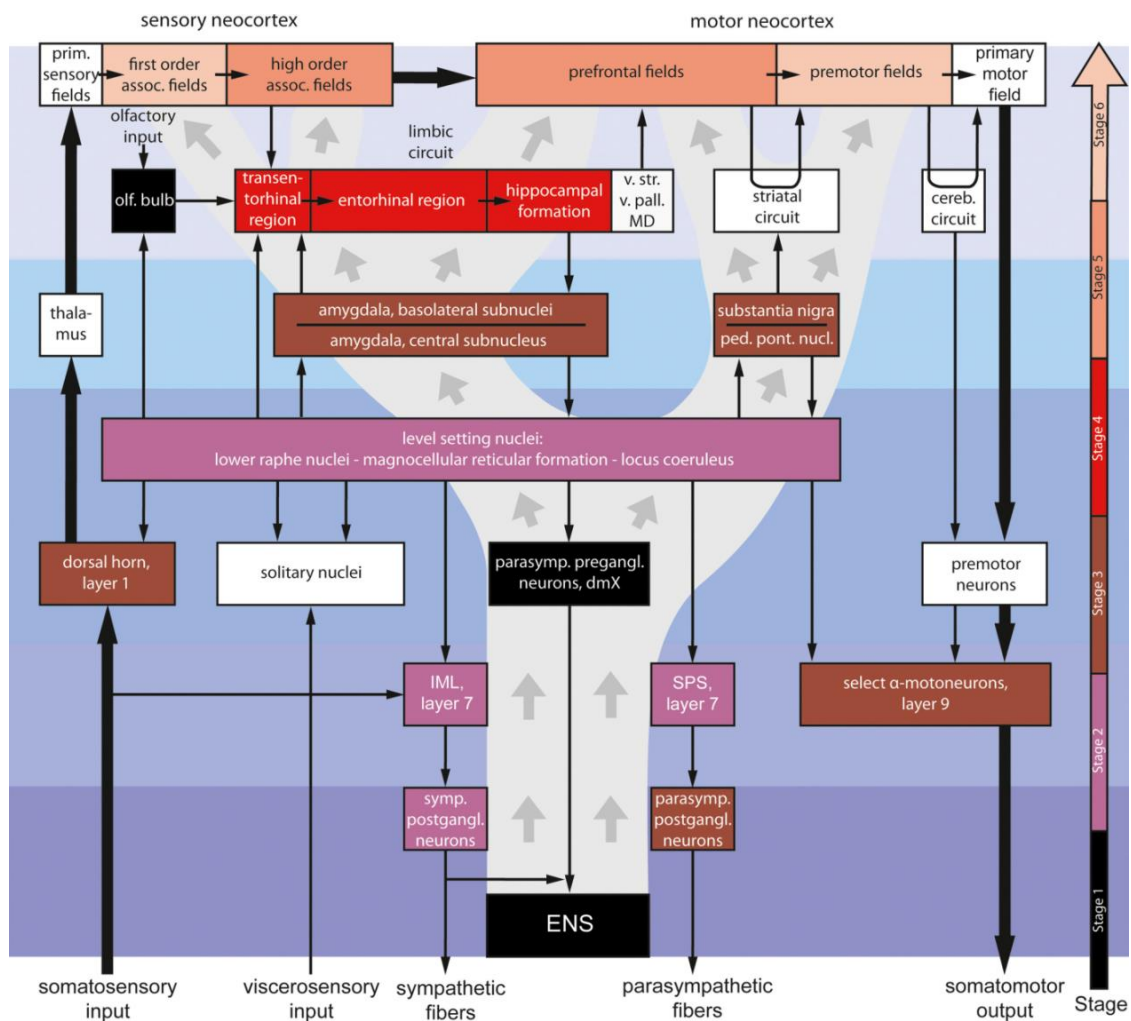 sensory neocortex
motor neocortex
prim.
sensory
fields
first order
assoc. fields
high order
assoc. fields
prefrontal fields
premotor fields
primary
motor
field
olfactory
input
limbic
circuit
olf. bulb
transen-
torhinal
region
entorhinal region
hippocampal
formation
v. str.
v. pall.
MD
striatal
circuit
cereb.
circuit
thala-
mus
amygdala, basolateral subnuclei
amygdala, central subnucleus
substantia nigra
ped. pont. nucl.
level setting nuclei:
lower raphe nuclei - magnocellular reticular formation - locus coeruleus
dorsal horn,
layer 1
solitary nuclei
parasymp. pregangl.
neurons, dmX
premotor
neurons
IML,
layer 7
SPS,
layer 7
select α-motoneurons,
layer 9
symp.
postgangl.
neurons
parasymp.
postgangl.
neurons
ENS
somatosensory
input
viscerosensory
input
sympathetic
fibers
parasympathetic
fibers
somatomotor
output
Stage 6
Stage 5
Stage 4
Stage 3
Stage 2
Stage 1
Stage